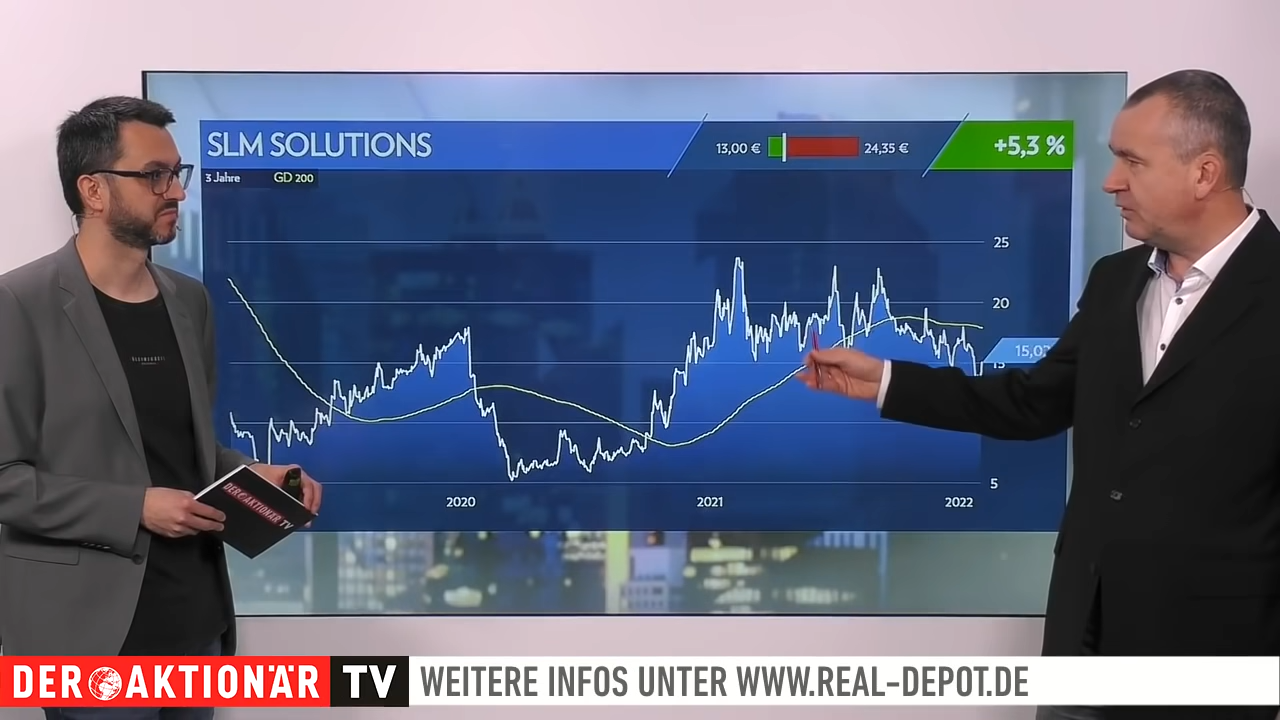 SLM SOLUTIONS
13,00 €
24,35 €
+5,3 %
3 Jahre
GD 200
25
20
15,0
15
5
2020
2021
2022
DER AKTIONÄR TV
DER AKTIONÄR TV
WEITERE INFOS UNTER WWW.REAL-DEPOT.DE